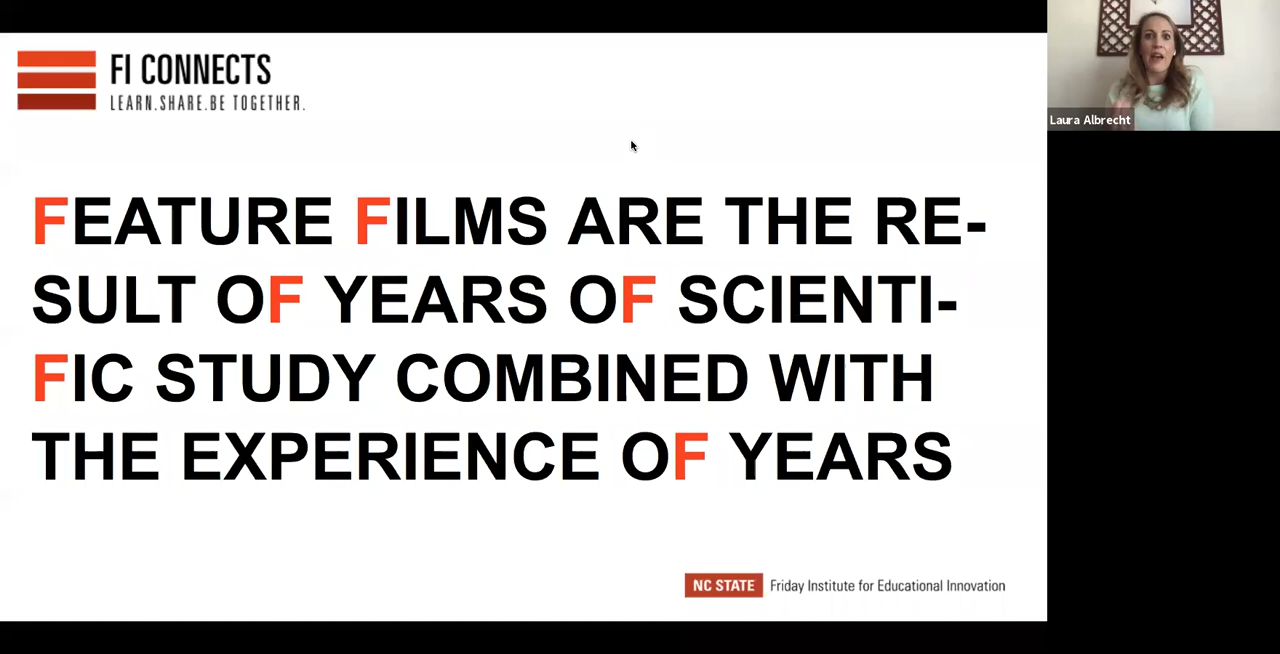 FI CONNECTS
LEARN.SHARE.BE TOGETHER.
Laura Albrecht
FEATURE FILMS ARE THE RE-
SULT OF YEARS OF SCIENTI-
FIC STUDY COMBINED WITH
THE EXPERIENCE OF YEARS
NC STATE Friday Institute for Educational Innovation